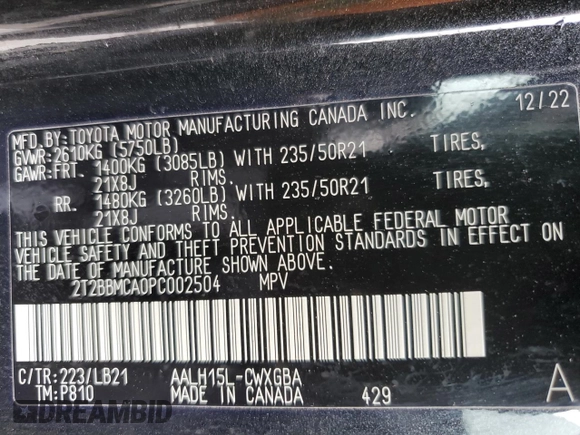 12/22
MFD.BY:TOYOTA MOTOR MANUFACTURING CANADA INC.
GVWR:2610KG (5750LB)
GAWR:FRT. 1400KG (3085LB) WITH 235/50R21 TIRES,
21X8J RIMS.
RR. 1480KG (3260LB) WITH 235/50R21 TIRES,
21X8J RIMS.
THIS VEHICLE CONFORMS TO ALL APPLICABLE FEDERAL MOTOR
VEHICLE SAFETY AND THEFT PREVENTION STANDARDS IN EFFECT ON
THE DATE OF MANUFACTURE SHOWN ABOVE.
2T2BBMCA0PC002504 MPV
C/TR:223/LB21 AALH15L-CWXGBA
TM:P810 MADE IN CANADA 429 A
DREAMBID